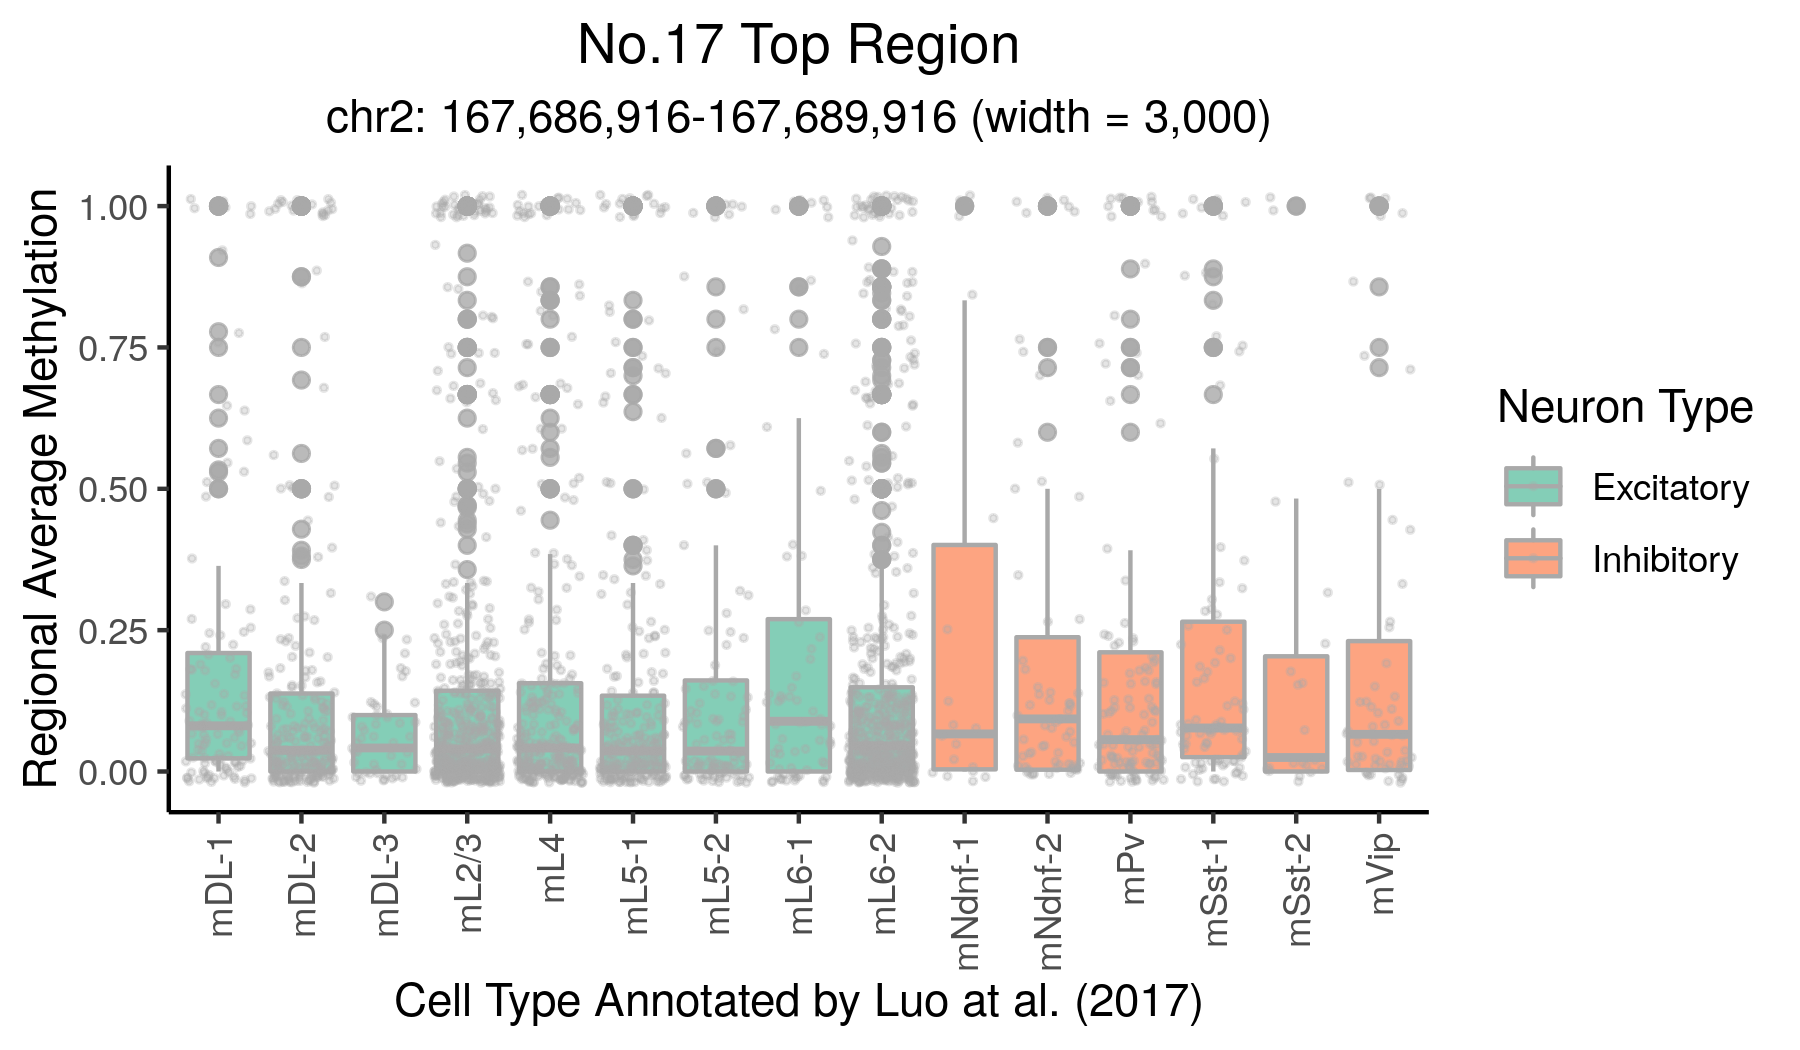 No.17 Top Region
chr2: 167,686,916-167,689,916 (width = 3,000)
Regional Average Methylation
1.00
0.75
0.50
0.25
0.00
mDL-1
mDL-2
mDL-3
mL2/3
mL4
mL5-1
mL5-2
mL6-1
mL6-2
mNdnf-1
mNdnf-2
mPv
mSst-1
mSst-2
mVip
Cell Type Annotated by Luo at al. (2017)
Neuron Type
Excitatory
Inhibitory